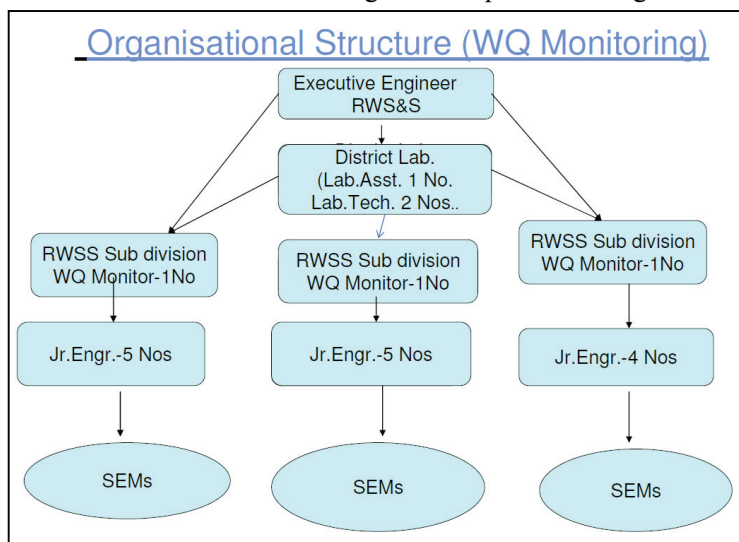 Organisational Structure (WQ Monitoring)
Executive Engineer
RWS&S
District Lab.
(Lab.Asst. 1 No.
Lab.Tech. 2 Nos..
RWSS Sub division
WQ Monitor-1No
RWSS Sub division
WQ Monitor-1No
RWSS Sub division
WQ Monitor-1No
Jr.Engr.-5 Nos
Jr.Engr.-5 Nos
Jr.Engr.-4 Nos
SEMs
SEMs
SEMs